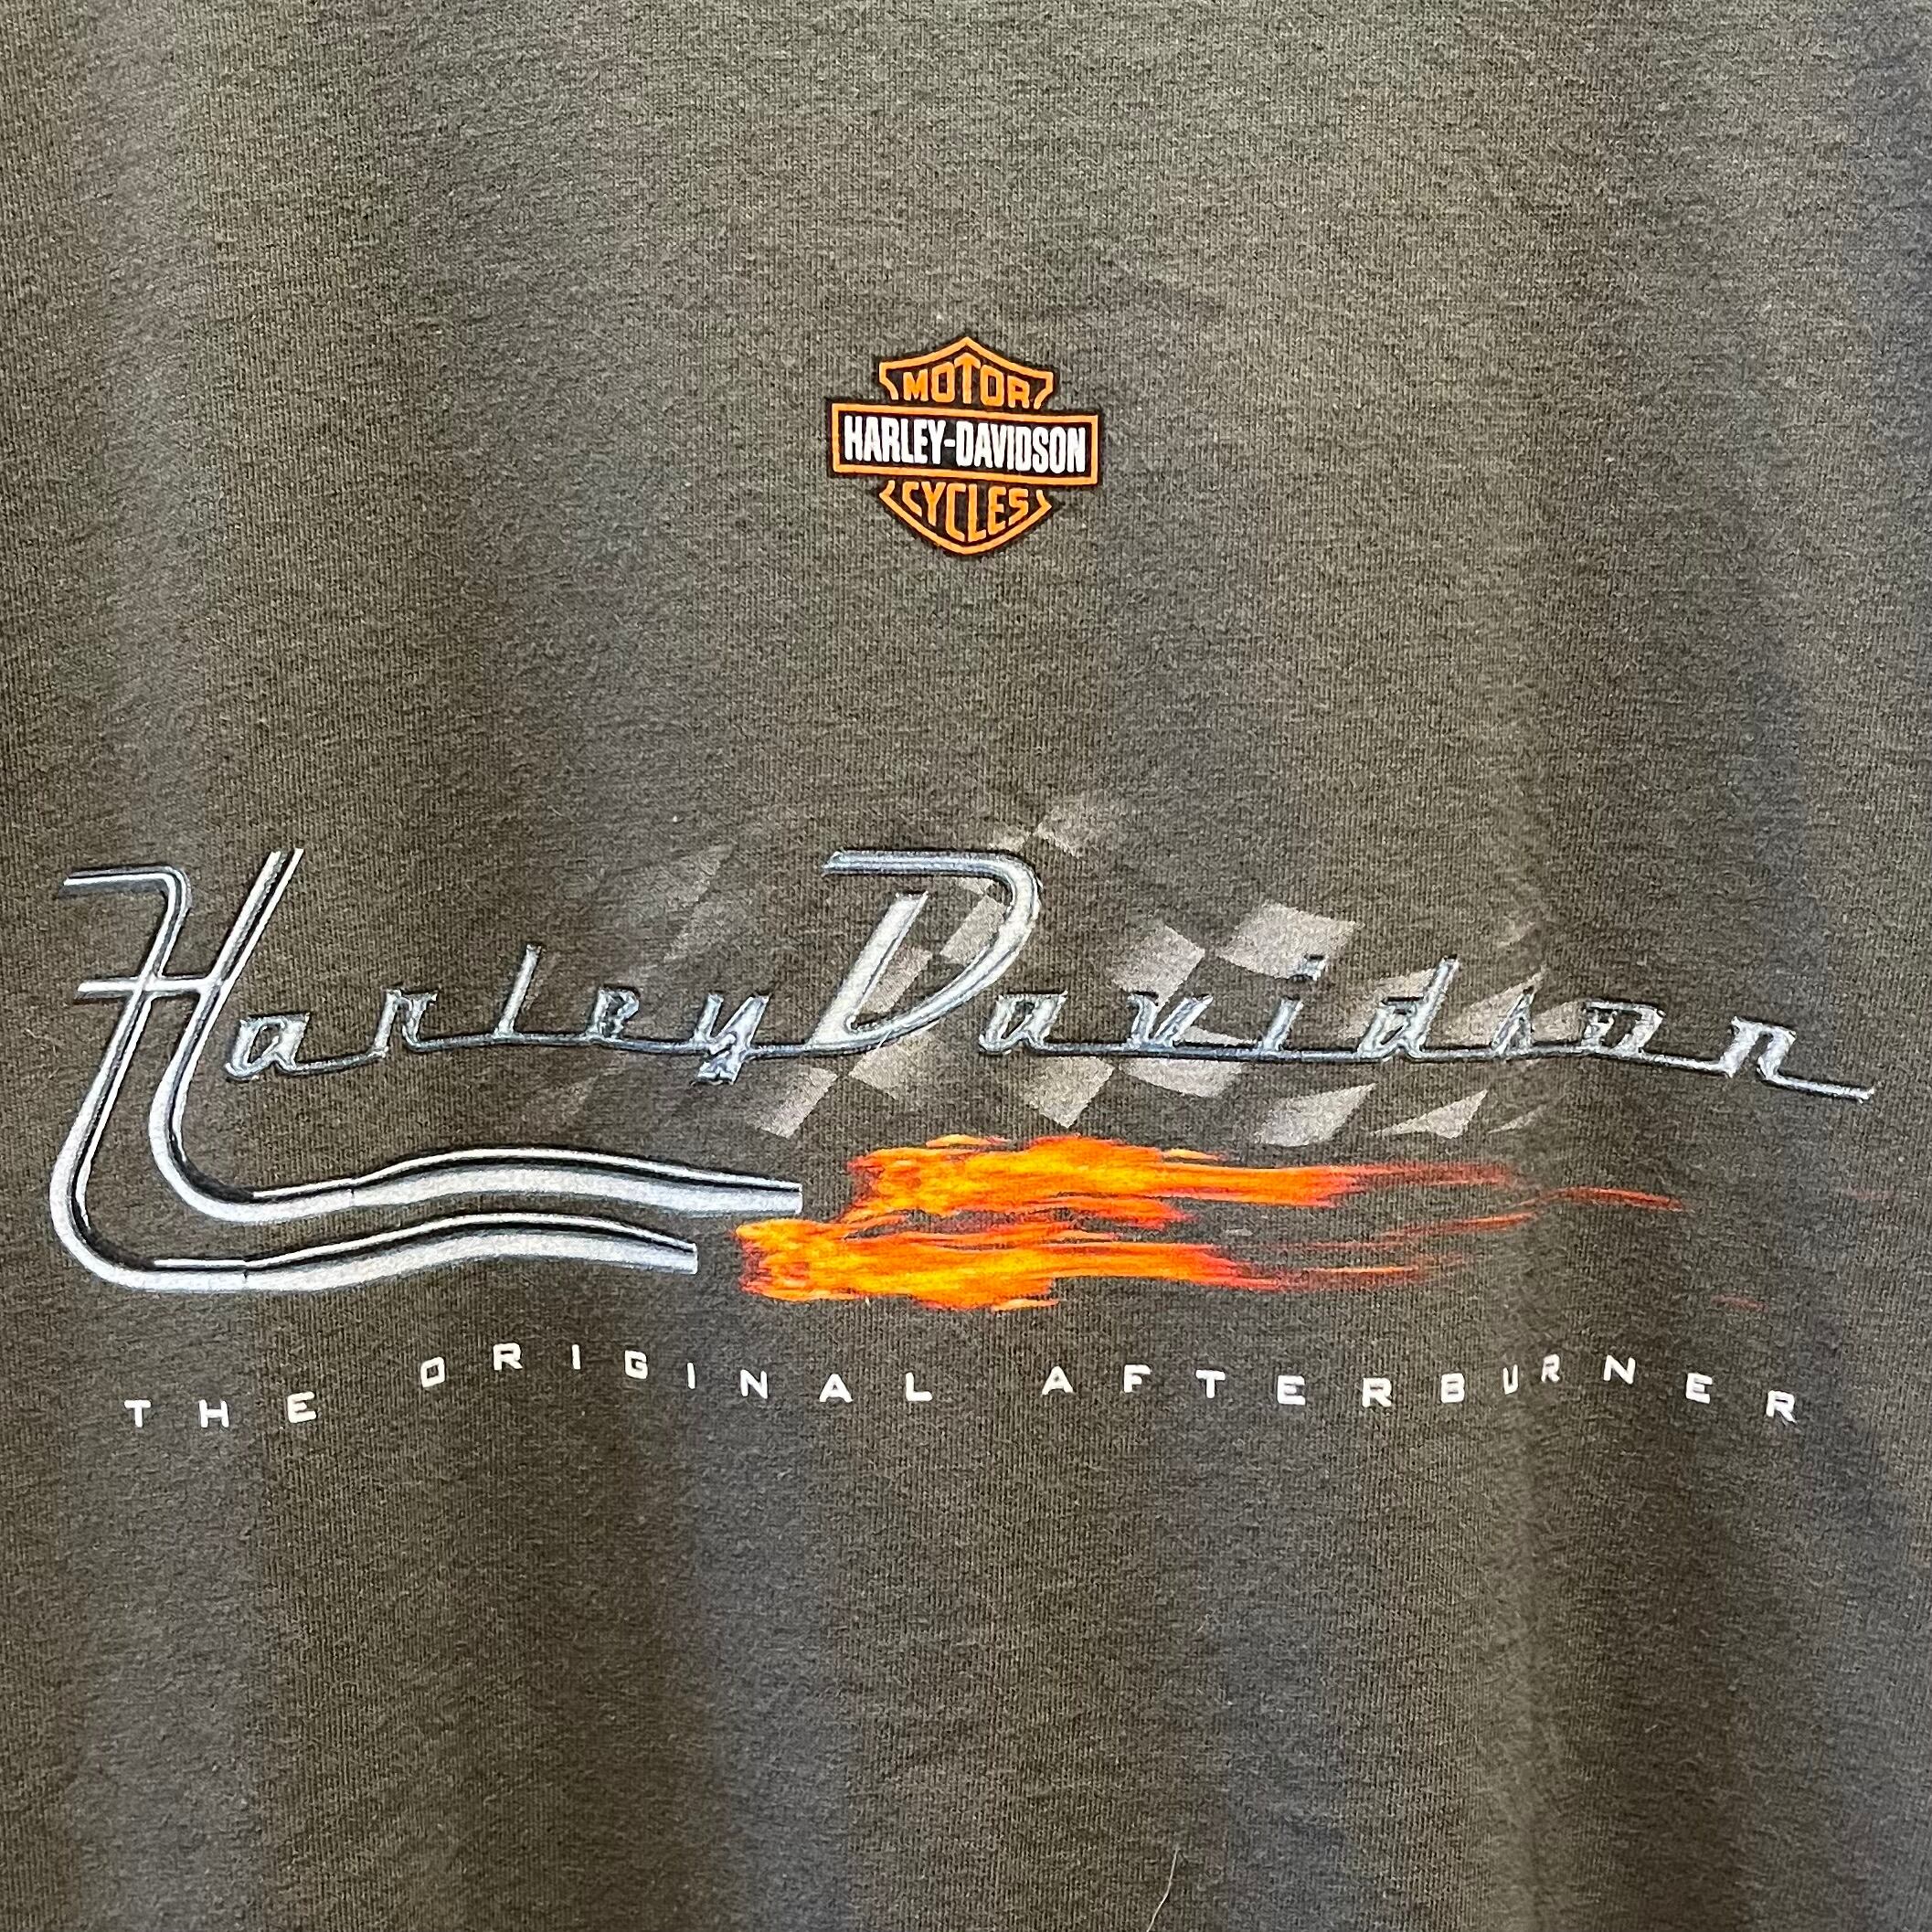 MOTOR
HARLEY-DAVIDSON
CYCLES
Harley Davidson
THE ORIGINAL AFTERBURNER